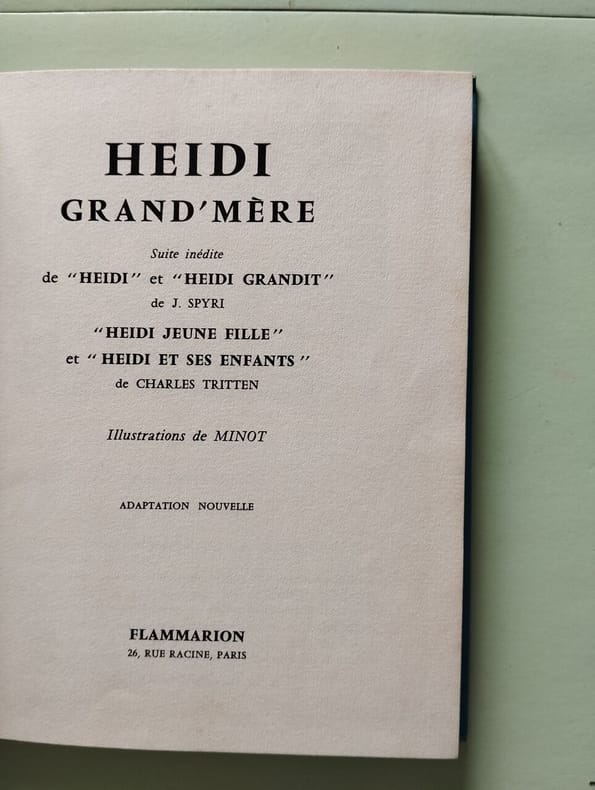 HEIDI
GRAND'MÈRE
Suite inédite
de "HEIDI" et "HEIDI GRANDIT"
de J. SPYRI
"HEIDI JEUNE FILLE"
et "HEIDI ET SES ENFANTS"
de CHARLES TRITTEN
Illustrations de MINOT
ADAPTATION NOUVELLE
FLAMMARION
26, RUE RACINE, PARIS